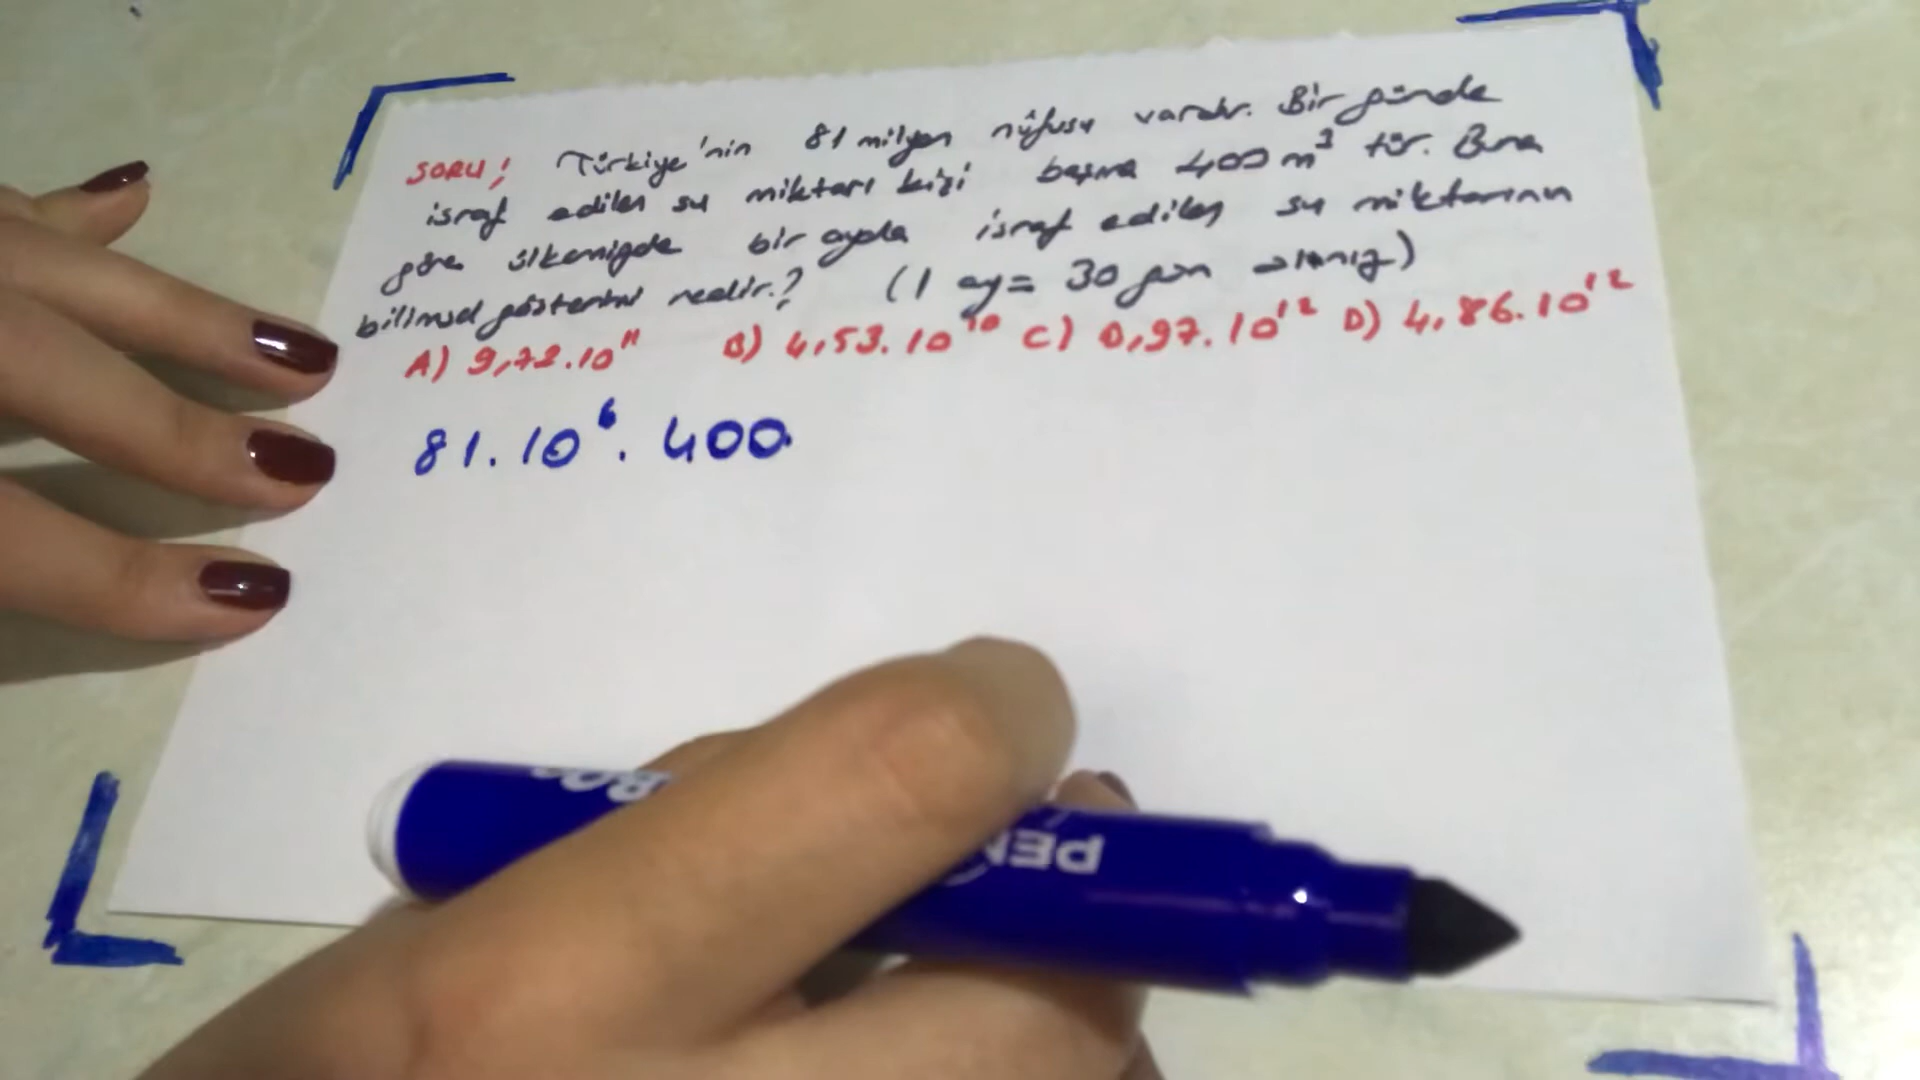 SORU! Türkiye'nin 81 milyon nüfusu vardır. Bir günde
israf edilen su miktarı kişi başına 400 m³ tür. Buna
göre ülkemizde bir ayda israf edilen su miktarının
bilimsel gösterimi nedir.? (1 ay = 30 gün alınız)
A) 9,72.10¹¹ B) 4,53.10¹⁰ C) 0,97.10¹² D) 4,86.10¹²
81.10⁶. 400
PEN